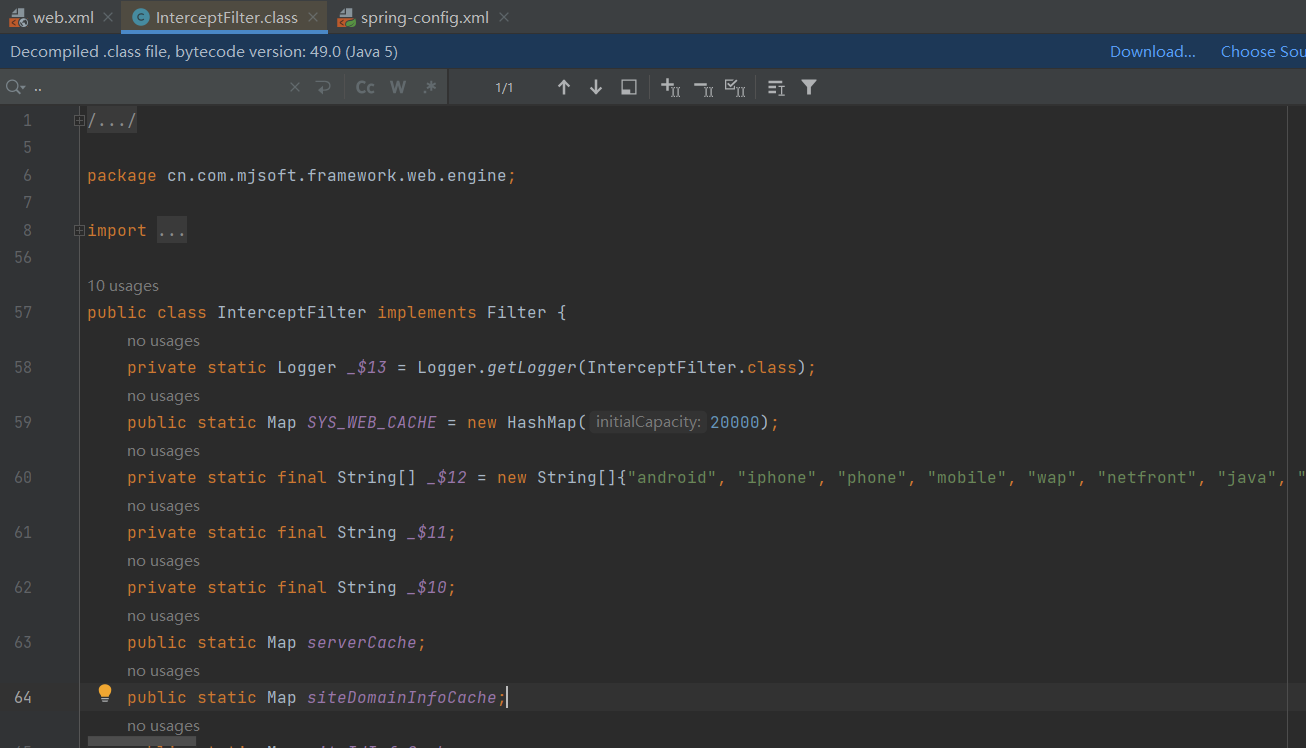 web.xml InterceptFilter.class spring-config.xml
Decompiled .class file, bytecode version: 49.0 (Java 5) Download... Choose Sou
.. Cc W .* 1/1
1 /.../
5
6 package cn.com.mjsoft.framework.web.engine;
7
8 import ...
56
10 usages
57 public class InterceptFilter implements Filter {
no usages
58 private static Logger _$13 = Logger.getLogger(InterceptFilter.class);
no usages
59 public static Map SYS_WEB_CACHE = new HashMap( initialCapacity: 20000);
no usages
60 private static final String[] _$12 = new String[]{"android", "iphone", "phone", "mobile", "wap", "netfront", "java", "
no usages
61 private static final String _$11;
no usages
62 private static final String _$10;
no usages
63 public static Map serverCache;
no usages
64 public static Map siteDomainInfoCache;
no usages